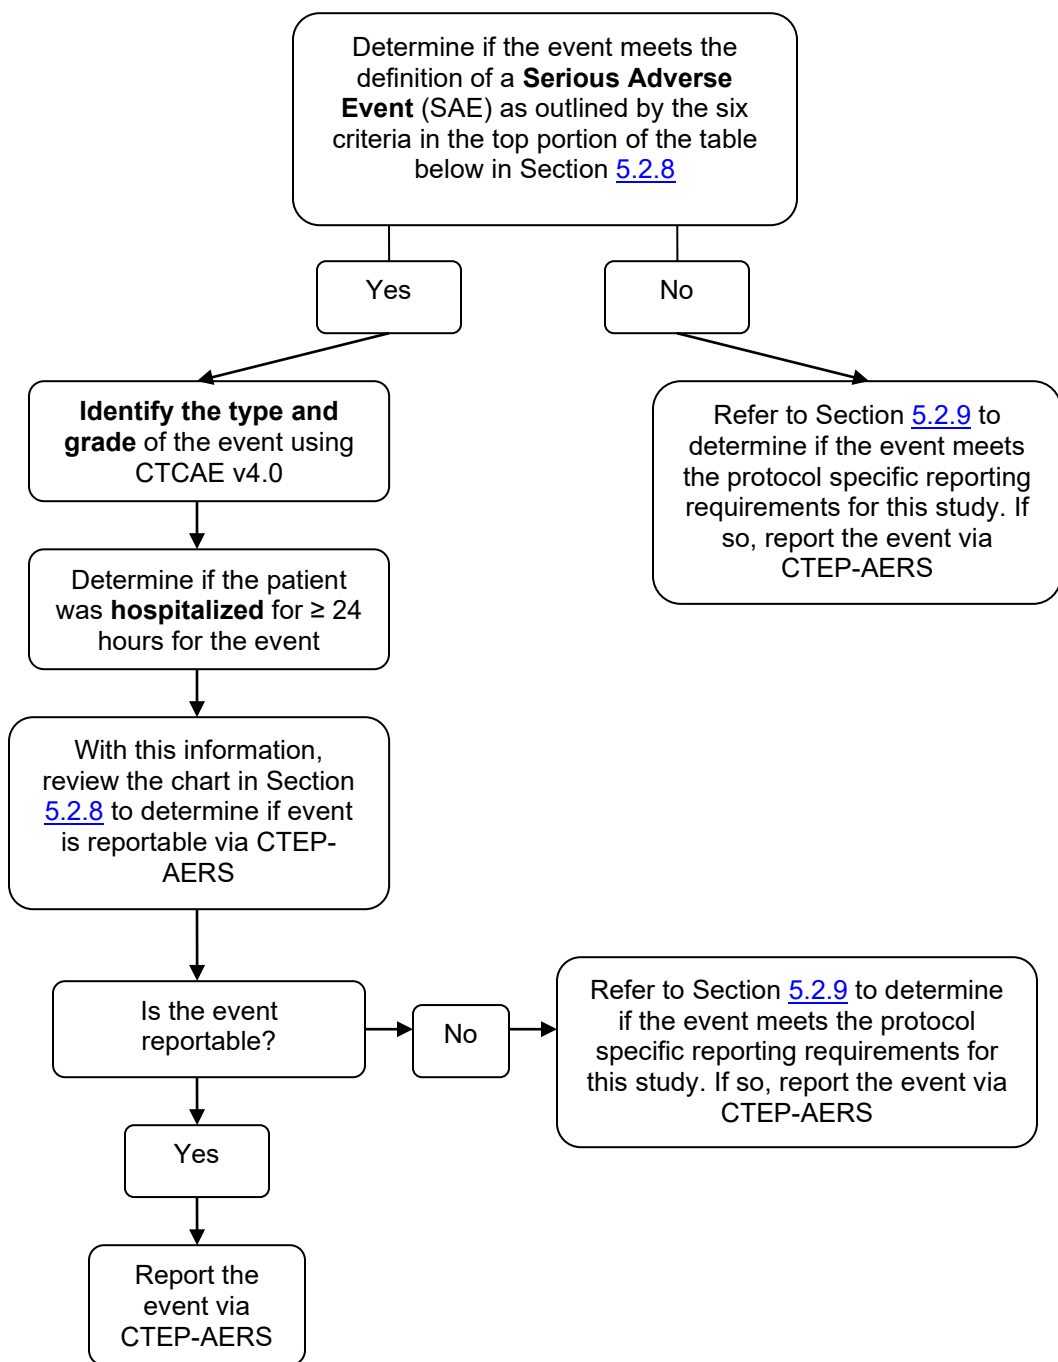 Determine if the event meets the
definition of a Serious Adverse
Event (SAE) as outlined by the six
criteria in the top portion of the table
below in Section 5.2.8
Yes
No
Identify the type and
grade of the event using
CTCAE v4.0
Refer to Section 5.2.9 to
determine if the event meets
the protocol specific reporting
requirements for this study. If
so, report the event via
CTEP-AERS
Determine if the patient
was hospitalized for ≥ 24
hours for the event
With this information,
review the chart in Section
5.2.8 to determine if event
is reportable via CTEP-
AERS
Is the event
reportable?
No
Refer to Section 5.2.9 to determine
if the event meets the protocol
specific reporting requirements for
this study. If so, report the event via
CTEP-AERS
Yes
Report the
event via
CTEP-AERS